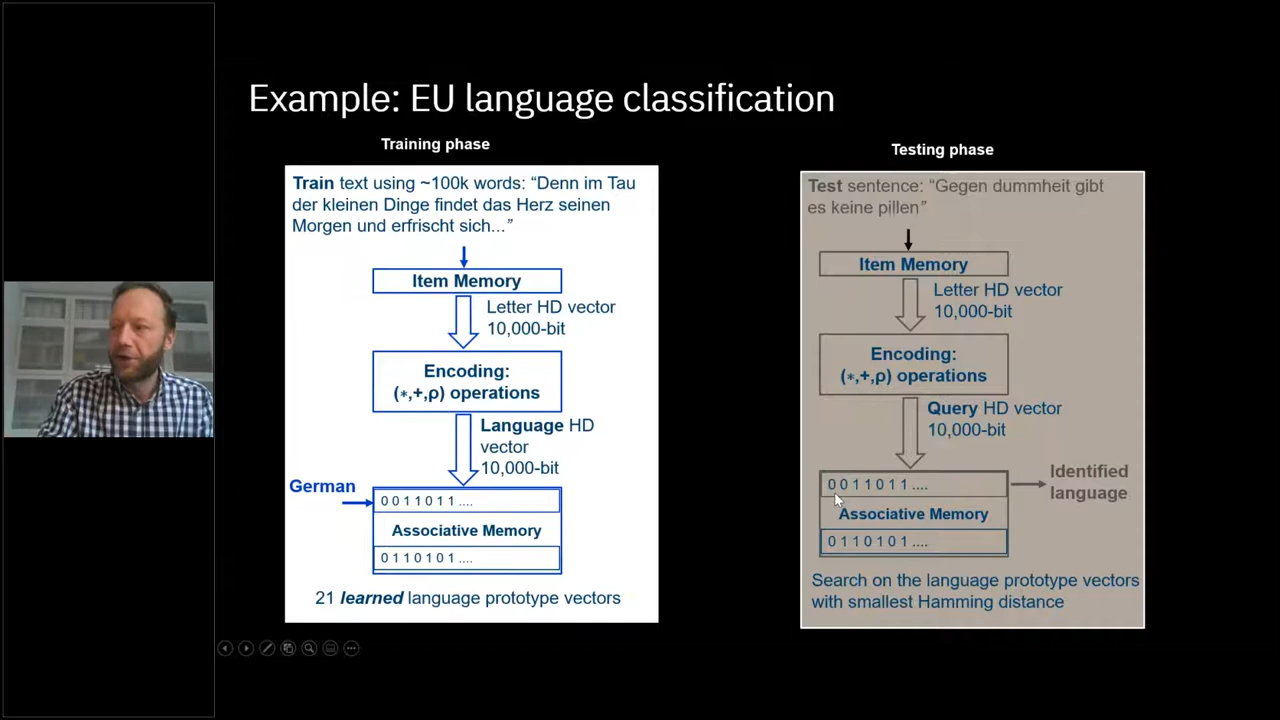 Example: EU language classification
Training phase
Train text using ~100k words: “Denn im Tau
der kleinen Dinge findet das Herz seinen
Morgen und erfrischt sich...”
Item Memory
Letter HD vector
10,000-bit
Encoding:
(*,+,ρ) operations
Language HD
vector
10,000-bit
German
0 0 1 1 0 1 1 ....
Associative Memory
0 1 1 0 1 0 1 ....
21 learned language prototype vectors
Testing phase
Test sentence: “Gegen dummheit gibt
es keine pillen”
Item Memory
Letter HD vector
10,000-bit
Encoding:
(*,+,ρ) operations
Query HD vector
10,000-bit
0 0 1 1 0 1 1 ....
Identified
language
Associative Memory
0 1 1 0 1 0 1 ....
Search on the language prototype vectors
with smallest Hamming distance